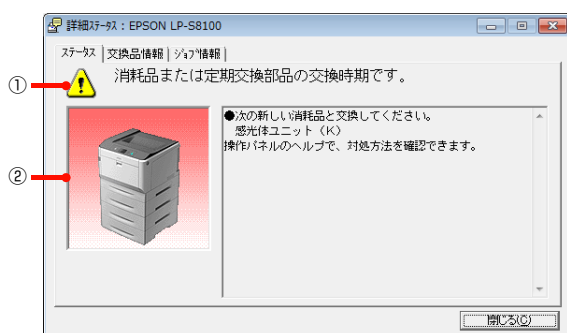 詳細ステータス：EPSON LP-S8100
ステータス 交換品情報 ジョブ情報
① 消耗品または定期交換部品の交換時期です。
②
●次の新しい消耗品と交換してください。
感光体ユニット（K）
操作パネルのヘルプで、対処方法を確認できます。
閉じる(C)